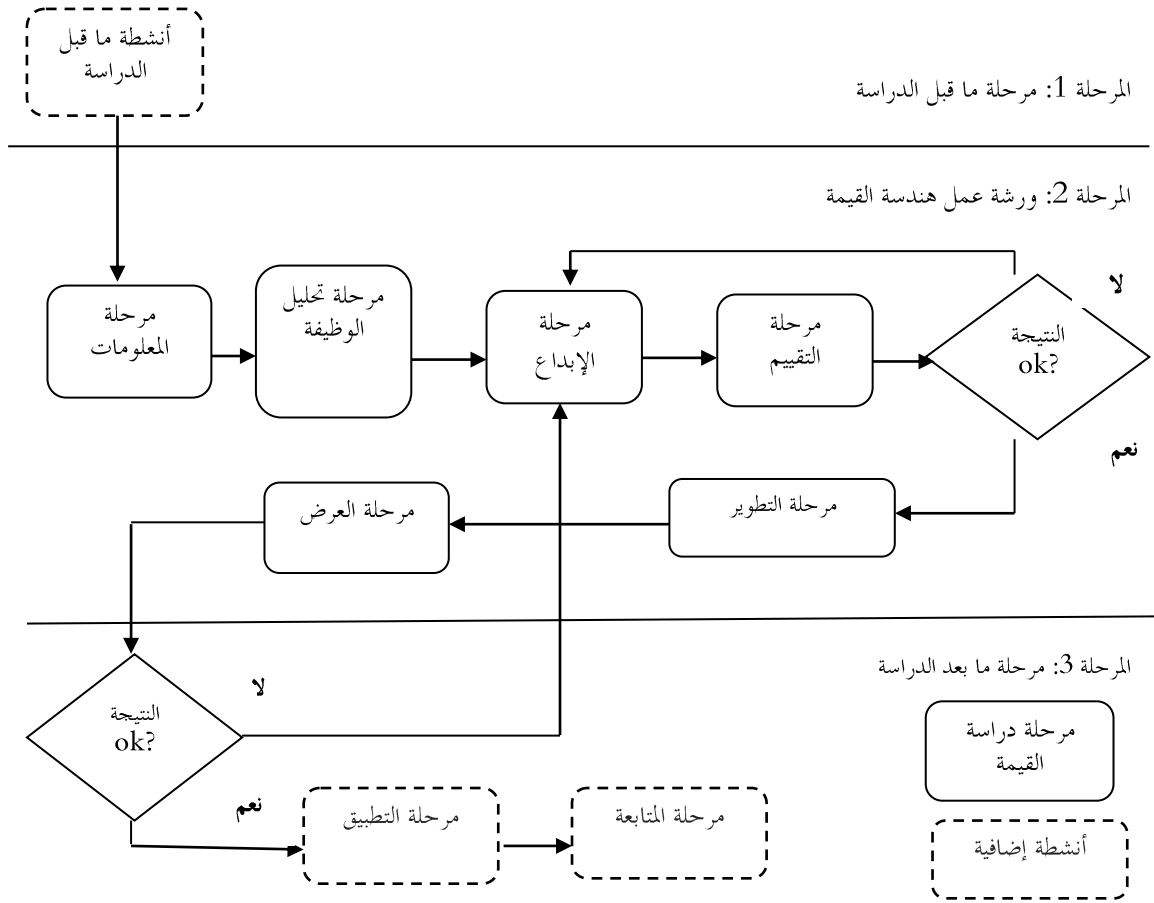 أنشطة ما قبل
الدراسة
المرحلة 1: مرحلة ما قبل الدراسة
المرحلة 2: ورشة عمل هندسة القيمة
مرحلة
المعلومات
مرحلة تحليل
الوظيفة
مرحلة
الإبداع
مرحلة
التقييم
النتيجة
ok?
لا
نعم
مرحلة التطوير
مرحلة العرض
المرحلة 3: مرحلة ما بعد الدراسة
النتيجة
ok?
لا
نعم
مرحلة التطبيق
مرحلة المتابعة
مرحلة دراسة
القيمة
أنشطة إضافية